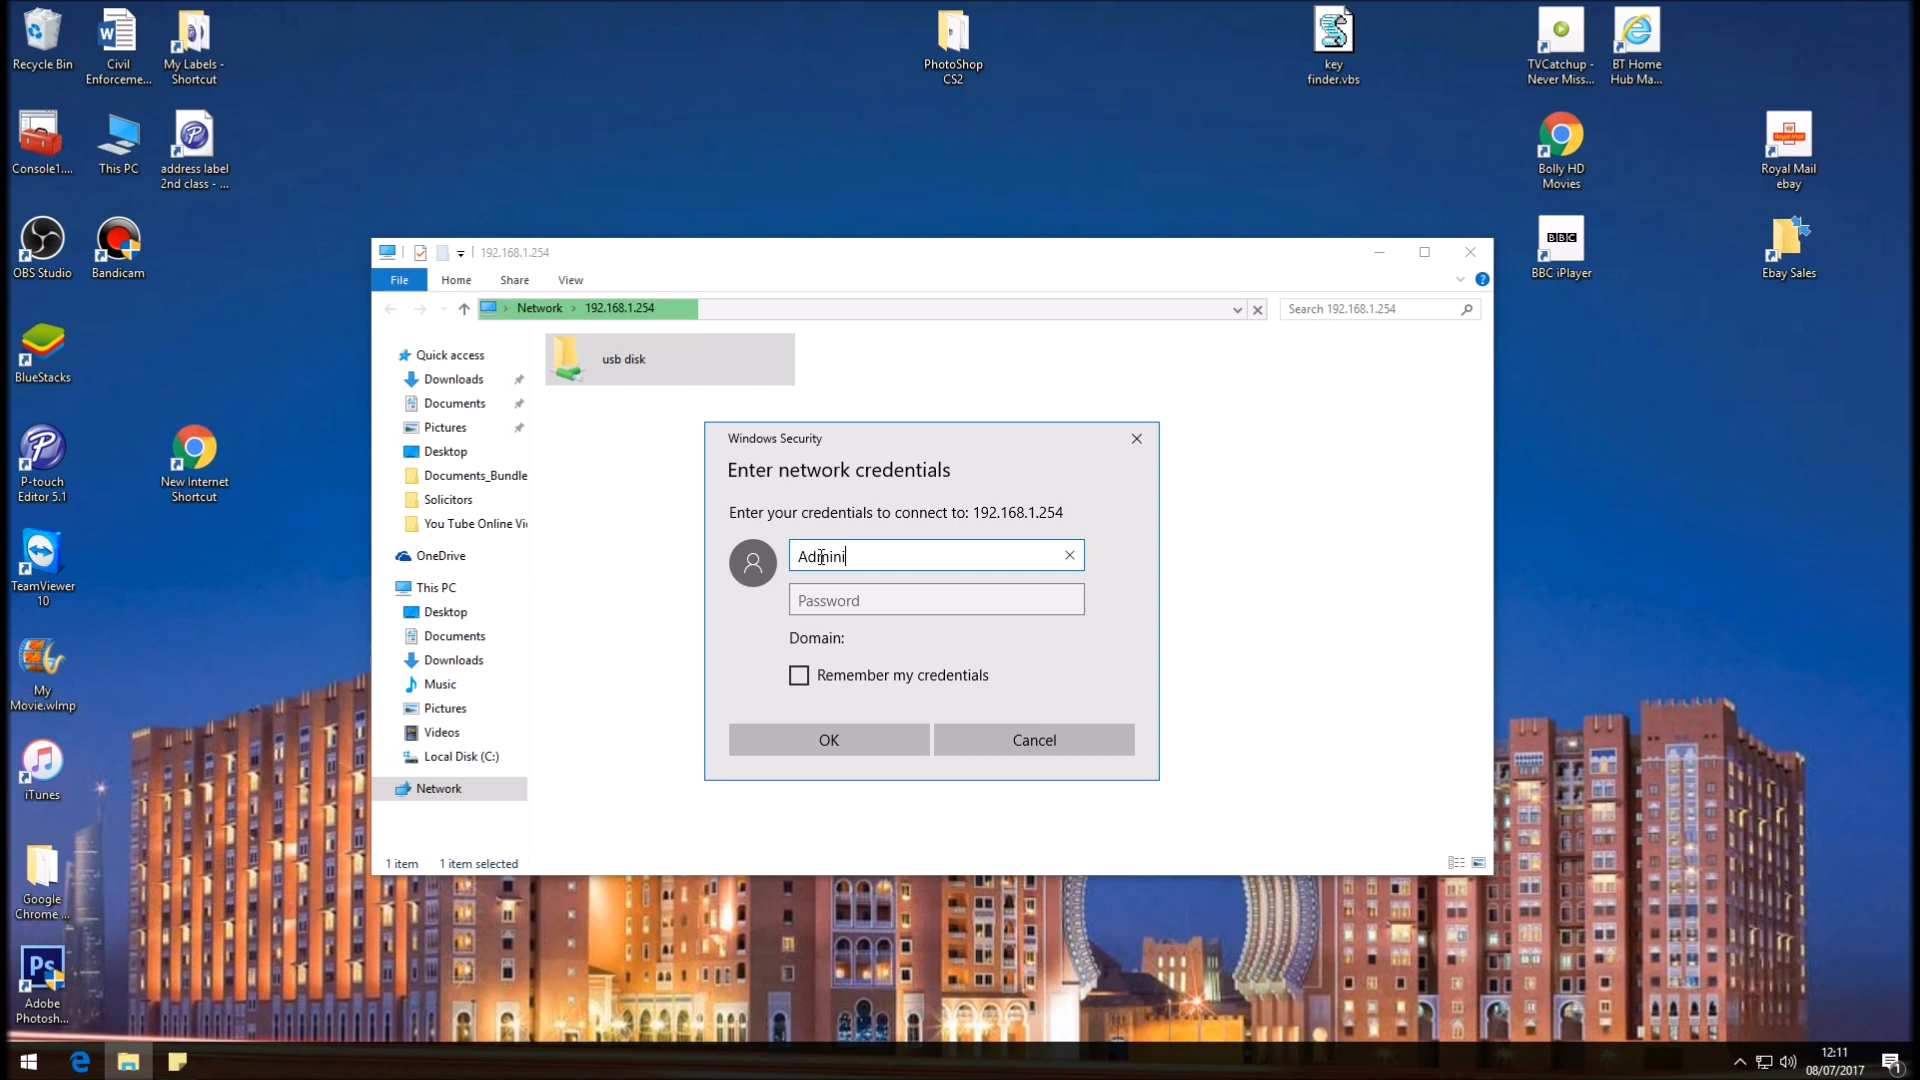 Recycle Bin
Civil
Enforceme...
My Labels -
Shortcut
PhotoShop
CS2
key
finder.vbs
TVCatchup -
Never Miss...
BT Home
Hub Ma...
Console1....
This PC
address label
2nd class - ...
Bolly HD
Movies
Royal Mail
ebay
OBS Studio
Bandicam
BBC
BBC iPlayer
Ebay Sales
192.168.1.254
File
Home
Share
View
Network
192.168.1.254
Search 192.168.1.254
BlueStacks
Quick access
usb disk
Downloads
Documents
Pictures
Desktop
Documents_Bundle
Solicitors
You Tube Online Vi
OneDrive
This PC
Desktop
Documents
Downloads
Music
Pictures
Videos
Local Disk (C:)
Network
1 item
1 item selected
Windows Security
Enter network credentials
Enter your credentials to connect to: 192.168.1.254
Admini
Password
Domain:
Remember my credentials
OK
Cancel
P-touch
Editor 5.1
New Internet
Shortcut
TeamViewer
10
My
Movie.wlmp
iTunes
Google
Chrome ...
Ps
Adobe
Photosh...
12:11
08/07/2017
1